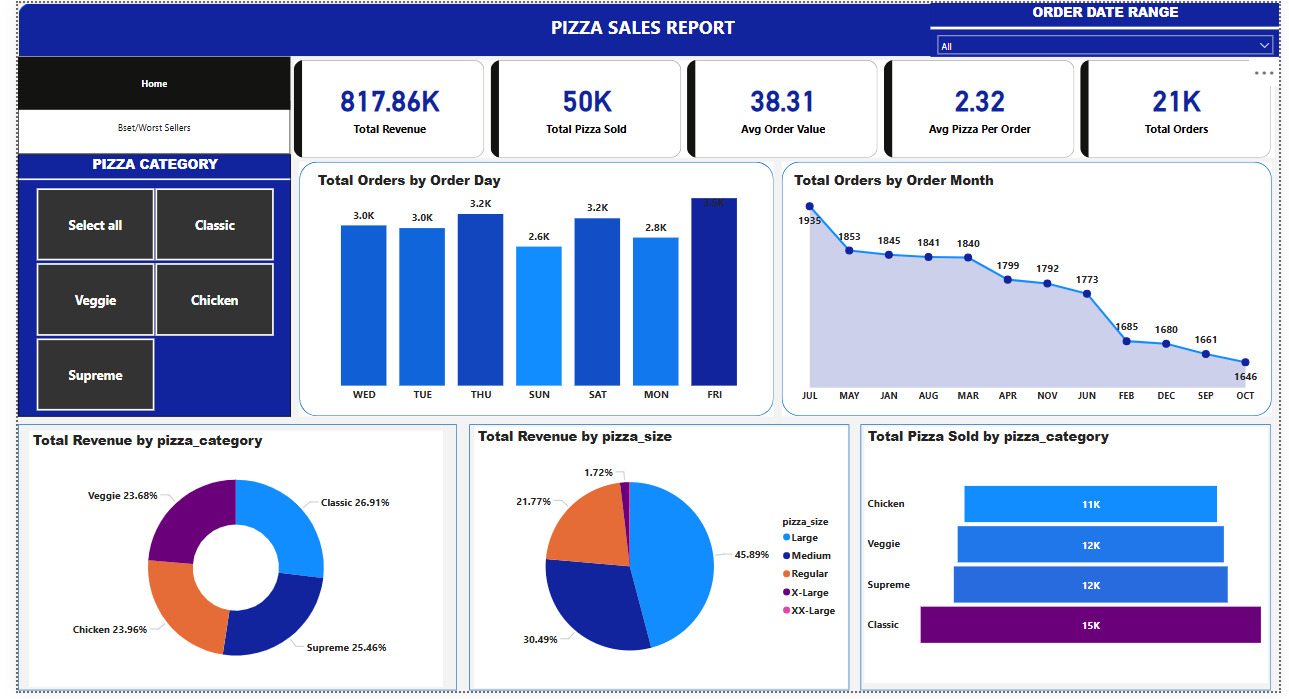 PIZZA SALES REPORT
ORDER DATE RANGE
All
Home
Bset/Worst Sellers
PIZZA CATEGORY
Select all
Classic
Veggie
Chicken
Supreme
817.86K
Total Revenue
50K
Total Pizza Sold
38.31
Avg Order Value
2.32
Avg Pizza Per Order
21K
Total Orders
Total Orders by Order Day
3.0K
3.0K
3.2K
2.6K
3.2K
2.8K
WED
TUE
THU
SUN
SAT
MON
FRI
Total Orders by Order Month
1935
1853
1845
1841
1840
1799
1792
1773
1685
1680
1661
1646
JUL
MAY
JAN
AUG
MAR
APR
NOV
JUN
FEB
DEC
SEP
OCT
Total Revenue by pizza_category
Veggie 23.68%
Classic 26.91%
Chicken 23.96%
Supreme 25.46%
Total Revenue by pizza_size
1.72%
21.77%
45.89%
30.49%
pizza_size
Large
Medium
Regular
X-Large
XX-Large
Total Pizza Sold by pizza_category
Chicken
11K
Veggie
12K
Supreme
12K
Classic
15K